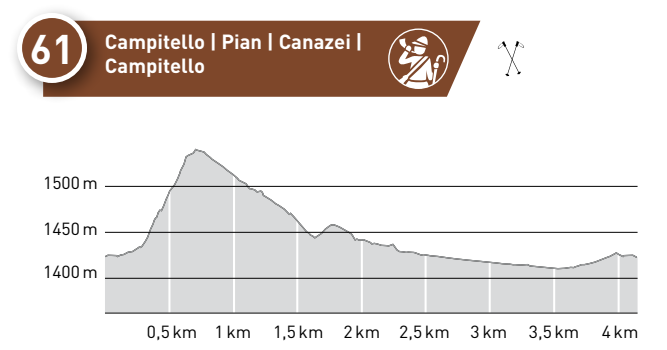 61
Campitello | Pian | Canazei |
Campitello
1500 m
1450 m
1400 m
0,5 km 1 km 1,5 km 2 km 2,5 km 3 km 3,5 km 4 km